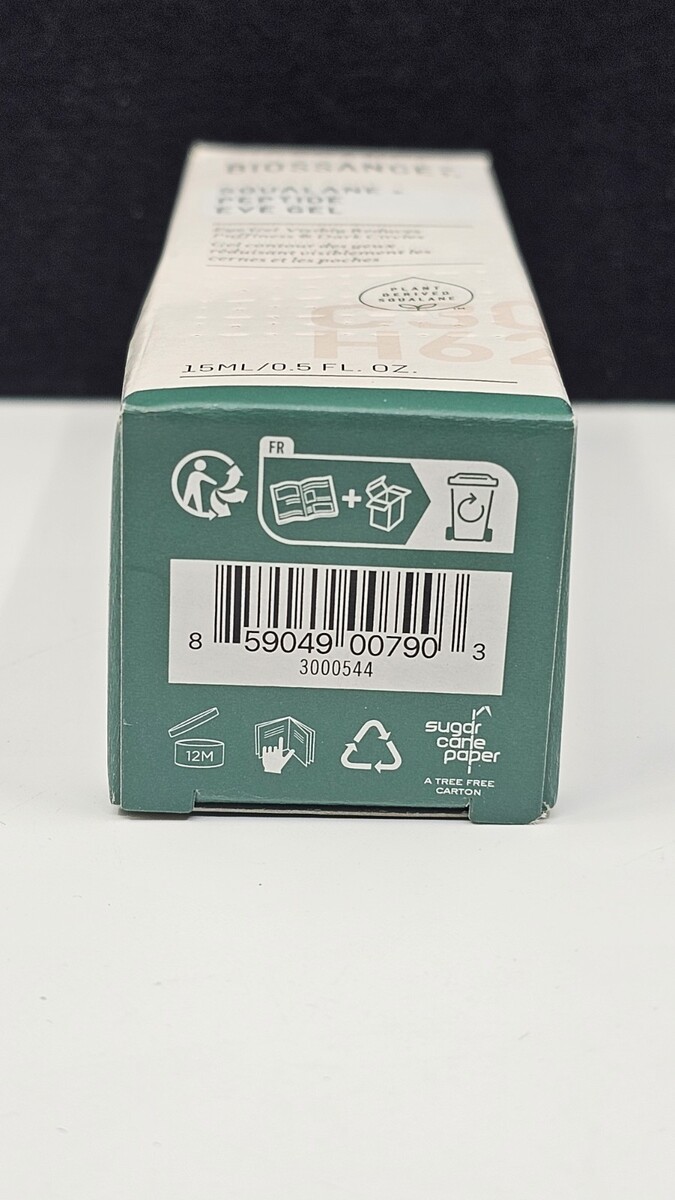 BIOSSANCE
SQUALANE +
PEPTIDE
EYE GEL
Eye Gel Visibly Reduces
Puffiness & Dark Circles
Gel contour des yeux
réduisant visiblement les
cernes et les poches
PLANT
DERIVED
SQUALANE
™
H62
15ML/0.5 FL. OZ.
FR
8 59049 00790 3
3000544
12M
sugar
cane
paper
A TREE FREE
CARTON